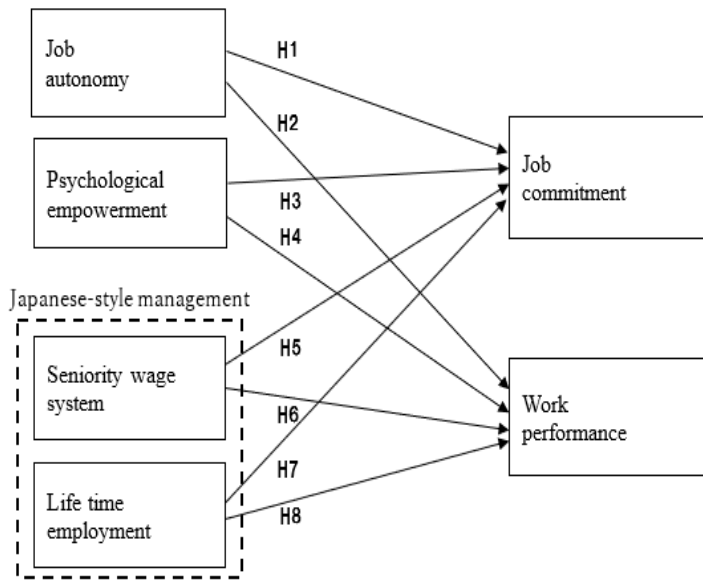 Job
autonomy
H1
H2
Psychological
empowerment
H3
H4
Job
commitment
Japanese-style management
Seniority wage
system
H5
H6
Work
performance
Life time
employment
H7
H8